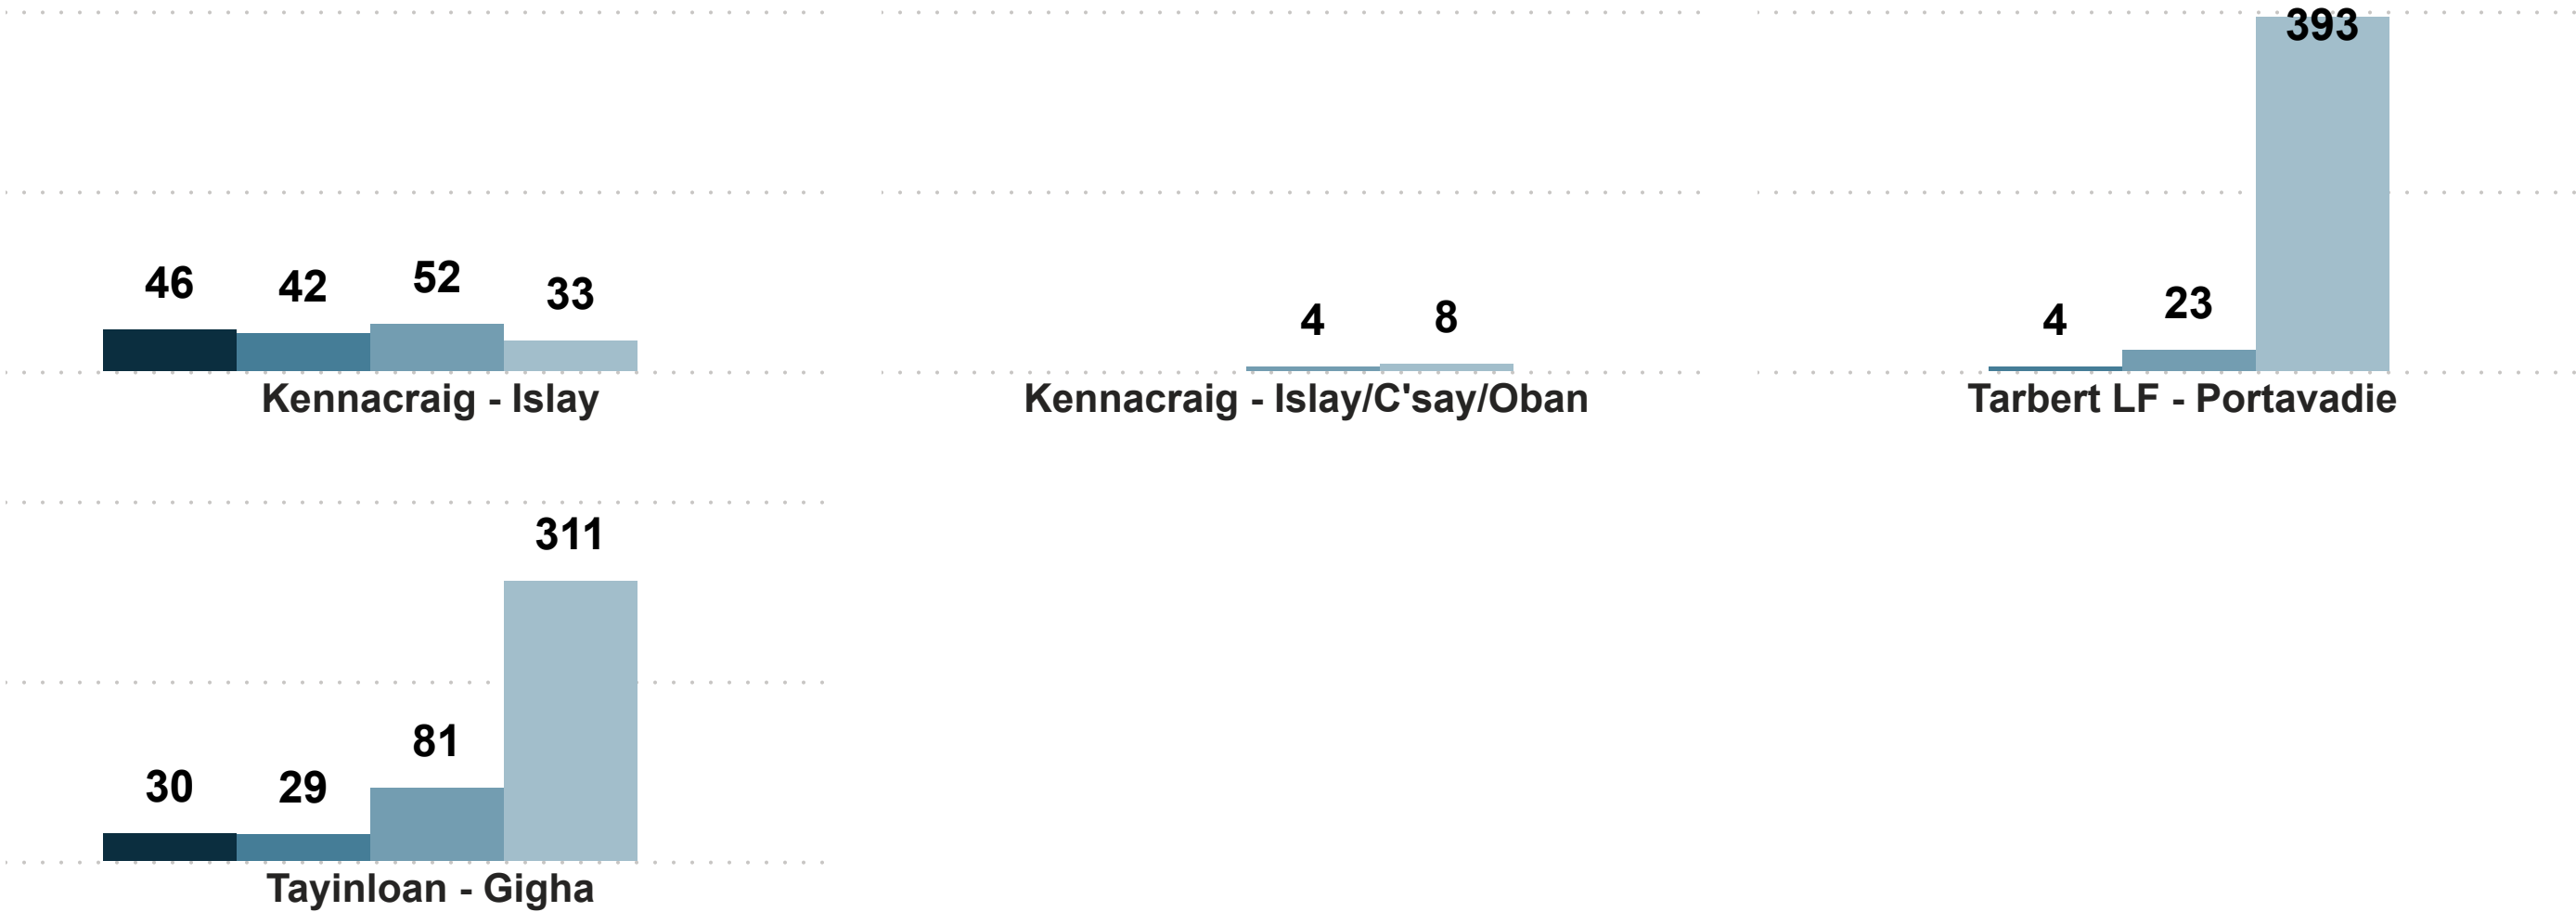 46 42 52 33
Kennacraig - Islay
4 8
Kennacraig - Islay/C'say/Oban
4 23 393
Tarbert LF - Portavadie
30 29 81 311
Tayinloan - Gigha